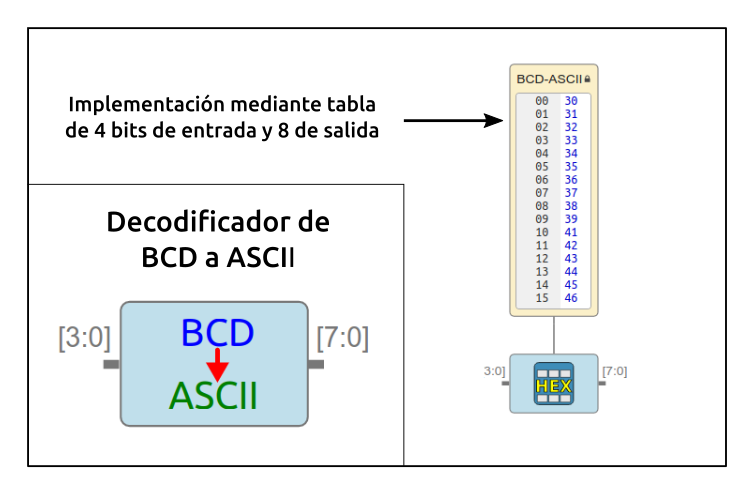 Implementación mediante tabla
de 4 bits de entrada y 8 de salida
BCD-ASCII
00 30
01 31
02 32
03 33
04 34
05 35
06 36
07 37
08 38
09 39
10 41
11 42
12 43
13 44
14 45
15 46
Decodificador de
BCD a ASCII
[3:0]
BCD
[7:0]
ASCII
3:0]
HEX
[7:0]